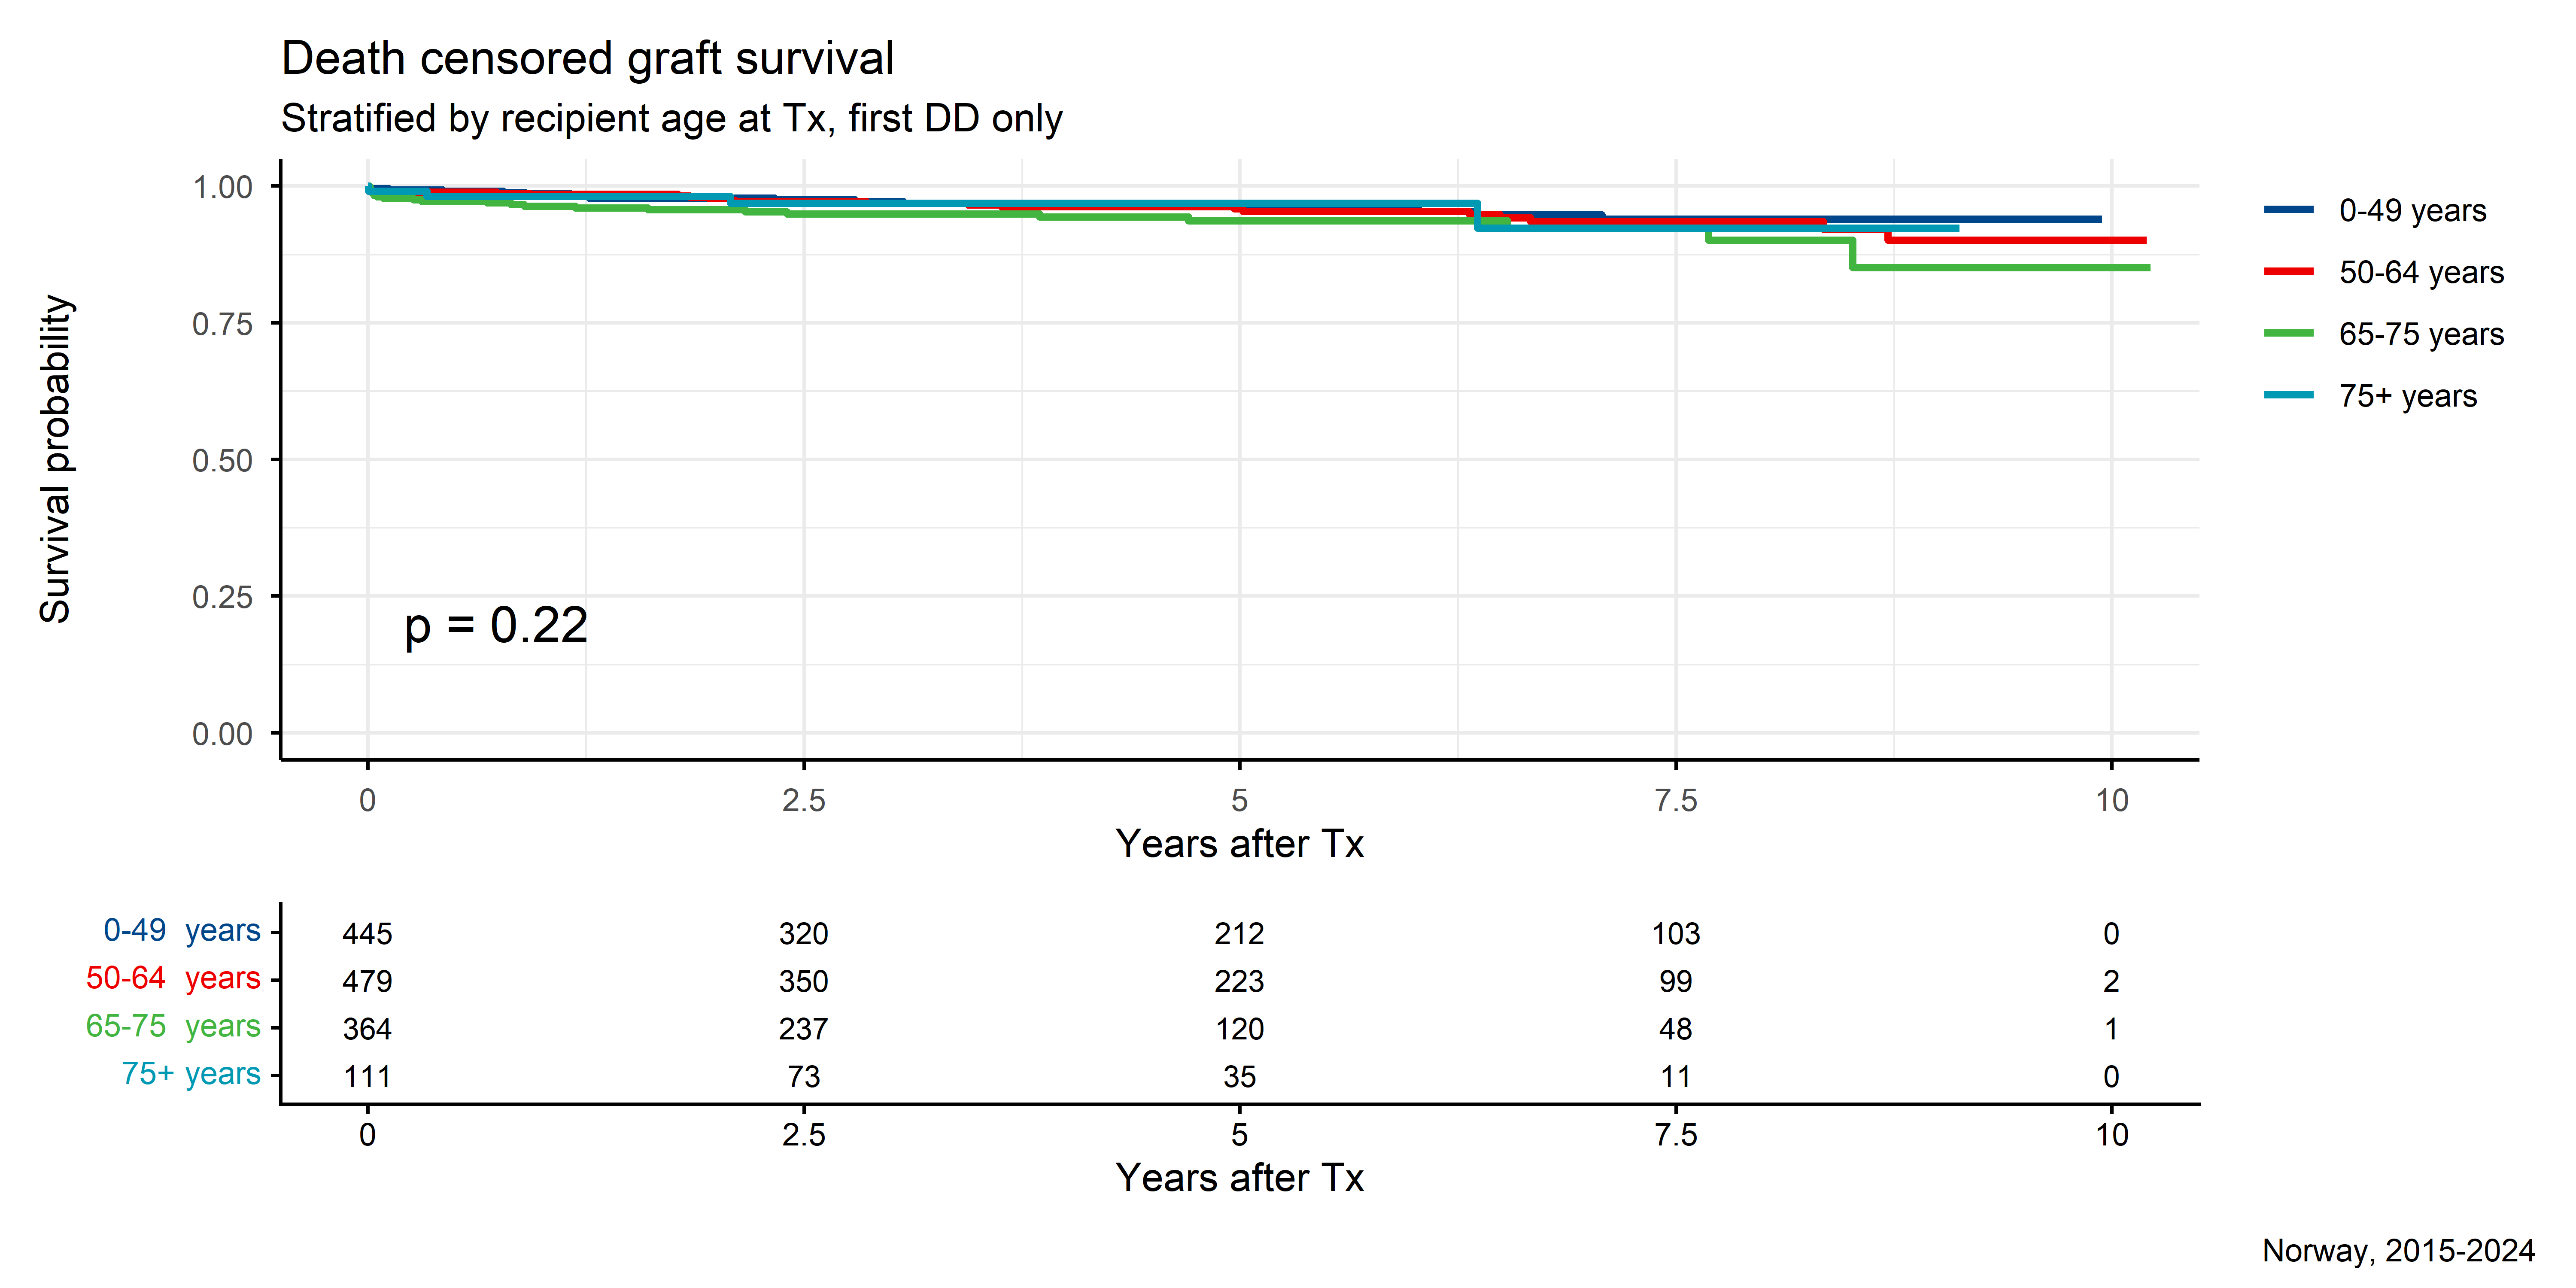 Death censored graft survival
Stratified by recipient age at Tx, first DD only
Survival probability
1.00
0.75
0.50
0.25
0.00
p = 0.22
0 2.5 5 7.5 10
Years after Tx
0-49 years
50-64 years
65-75 years
75+ years
0-49 years 445 320 212 103 0
50-64 years 479 350 223 99 2
65-75 years 364 237 120 48 1
75+ years 111 73 35 11 0
0 2.5 5 7.5 10
Years after Tx
Norway, 2015-2024